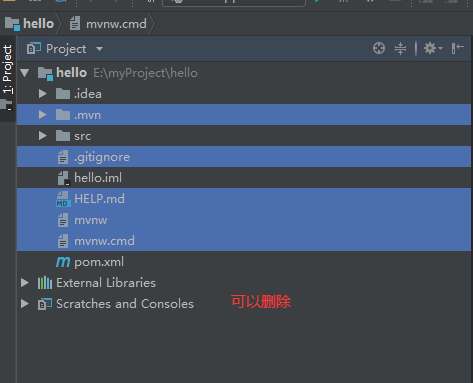 hello mvnw.cmd
1: Project
Project
hello E:\myProject\hello
.idea
.mvn
src
.gitignore
hello.iml
MD HELP.md
mvnw
mvnw.cmd
m pom.xml
External Libraries
Scratches and Consoles 可以删除